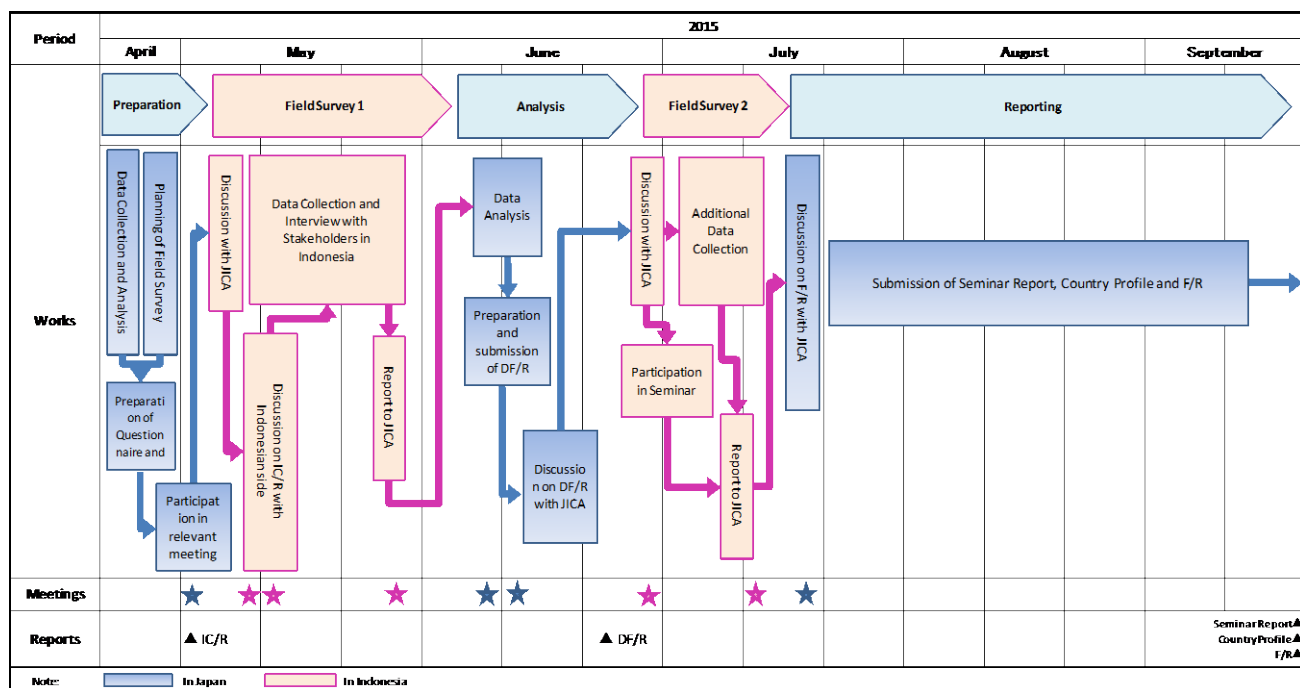 Period
2015
April
May
June
July
August
September
Preparation
Field Survey 1
Analysis
Field Survey 2
Reporting
Works
Data Collection and Analysis
Planning of Field Survey
Preparati
on of
Question
naire and
Participat
ion in
relevant
meeting
Discussion with JICA
Discussion on IC/R with
Indonesian side
Data Collection and
Interview with
Stakeholders in
Indonesia
Report to JICA
Data
Analysis
Preparation
and
submission
of DF/R
Discussio
n on DF/R
with JICA
Discussion with JICA
Additional
Data
Collection
Participation
in Seminar
Report to JICA
Discussion on F/R with JICA
Submission of Seminar Report, Country Profile and F/R
Meetings
Reports
▲ IC/R
▲ DF/R
Seminar Report▲
Country Profile▲
F/R▲
Note:
In Japan
In Indonesia